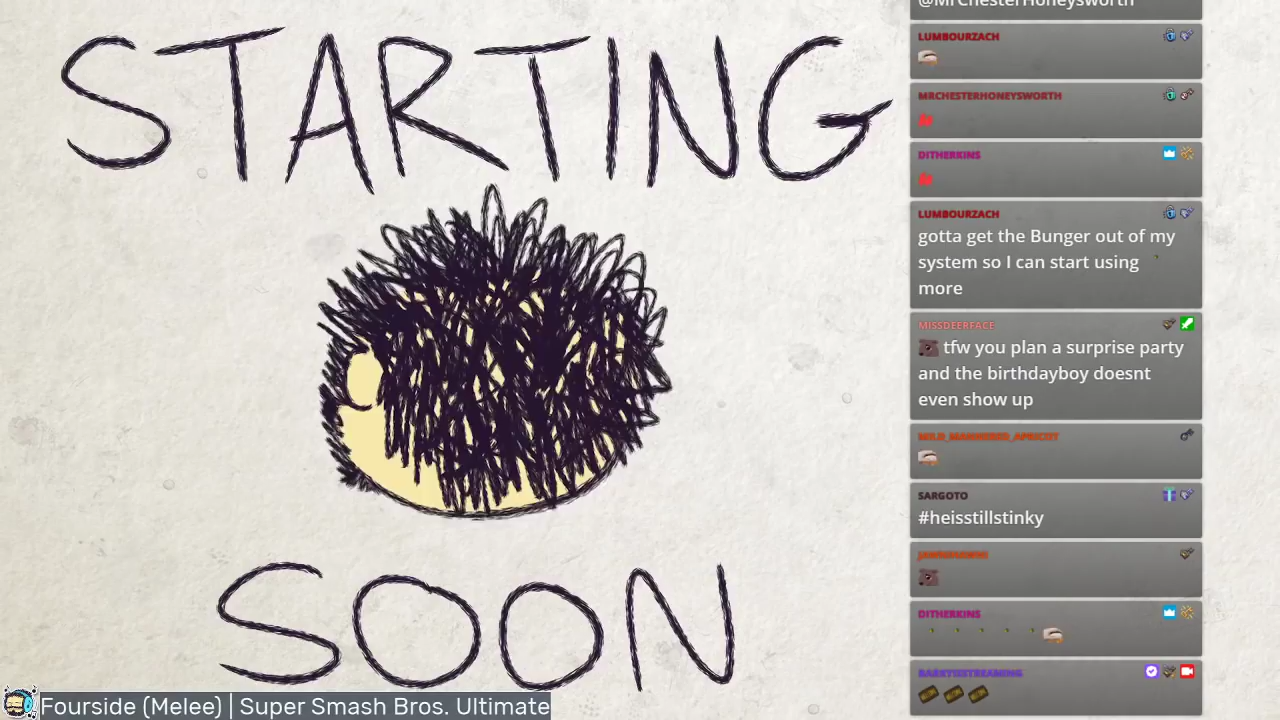 STARTING
SOON
@MrChesterHoneysworth
LUMBOURZACH
MRCHESTERHONEYSWORTH
DITHERKINS
LUMBOURZACH
gotta get the Bunger out of my
system so I can start using
more
MISSDEERFACE
tfw you plan a surprise party
and the birthdayboy doesnt
even show up
MILD_MANNERED_APRICITY
SARGOTO
#heisstillstinky
DITHERKINS
BARRYISSTREAMING
Fourside (Melee) | Super Smash Bros. Ultimate